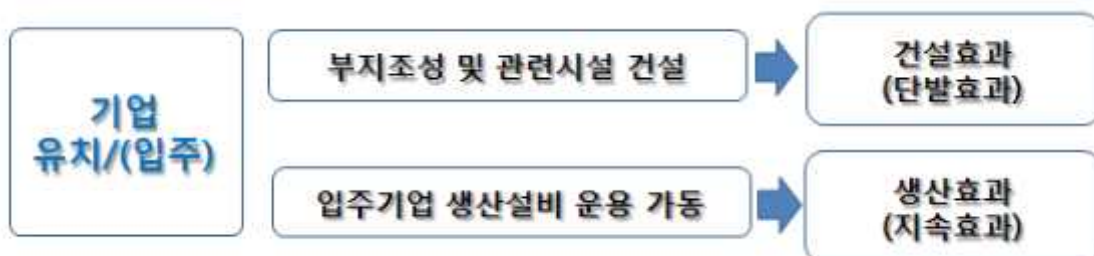 기업
유치/(입주)
부지조성 및 관련시설 건설
건설효과
(단발효과)
입주기업 생산설비 운용 가동
생산효과
(지속효과)